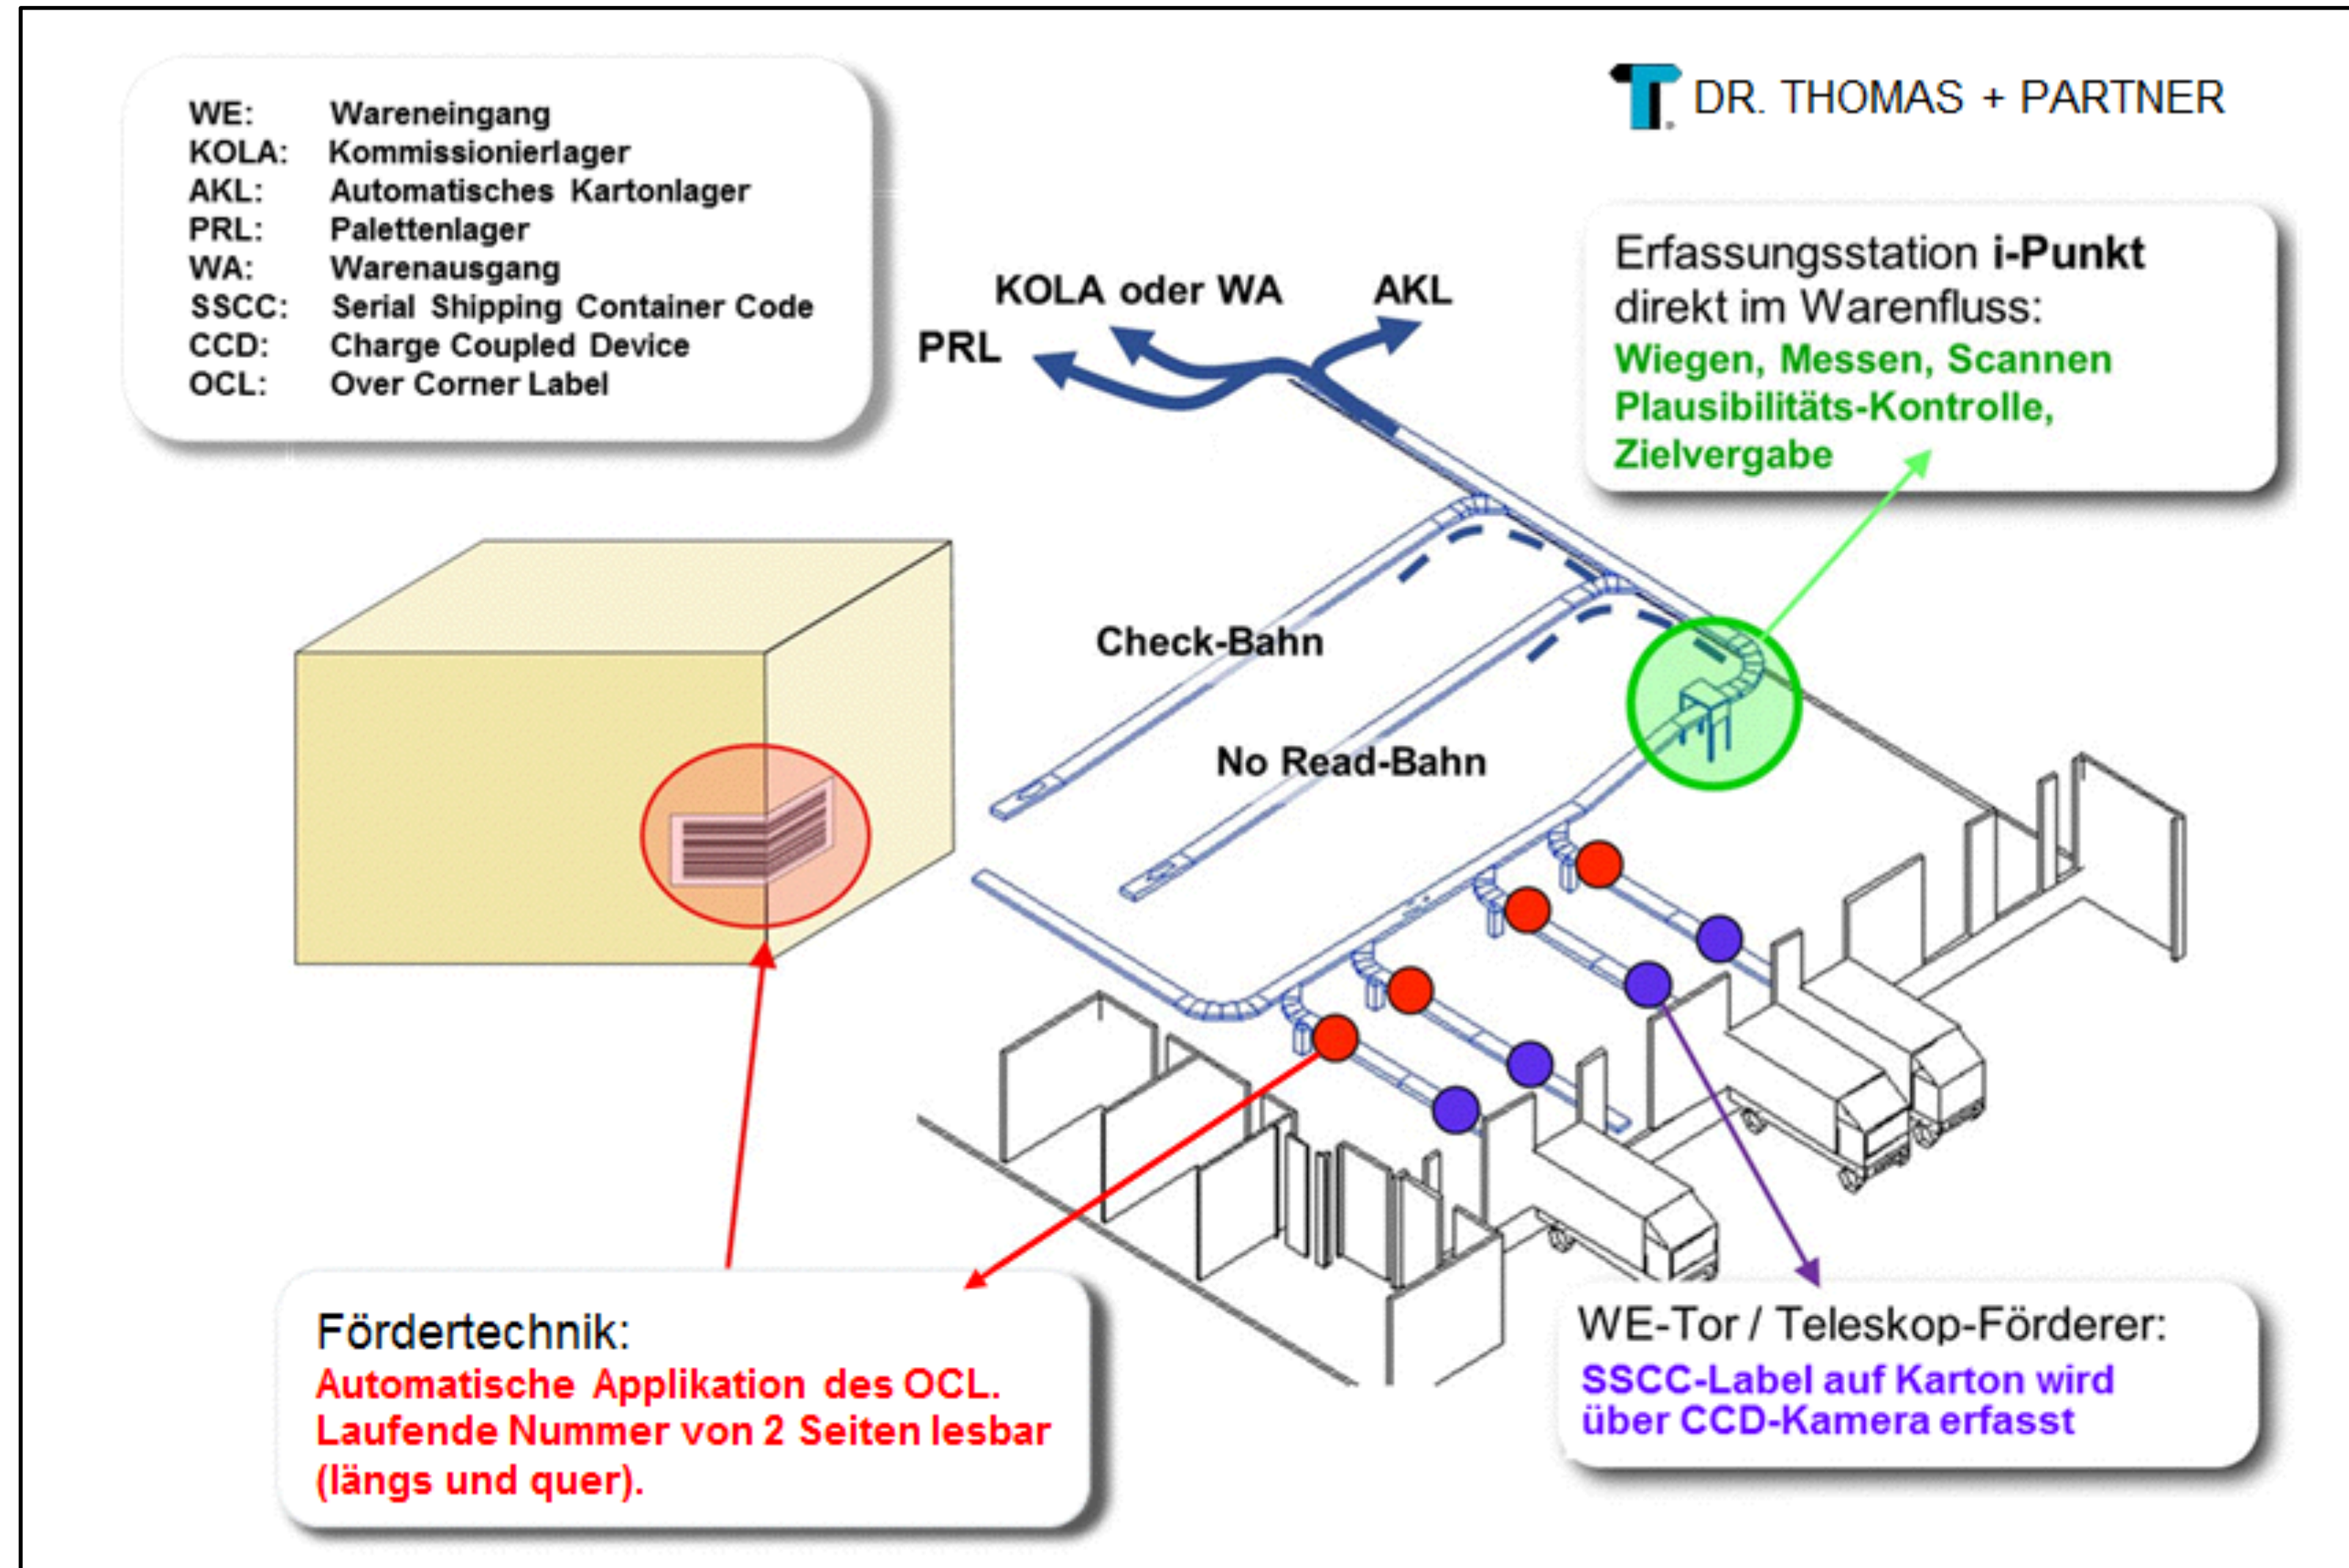 WE: Wareneingang
KOLA: Kommissionierlager
AKL: Automatisches Kartonlager
PRL: Palettenlager
WA: Warenausgang
SSCC: Serial Shipping Container Code
CCD: Charge Coupled Device
OCL: Over Corner Label
DR. THOMAS + PARTNER
Erfassungsstation i-Punkt
direkt im Warenfluss:
Wiegen, Messen, Scannen
Plausibilitäts-Kontrolle,
Zielvergabe
KOLA oder WA
AKL
PRL
Check-Bahn
No Read-Bahn
Fördertechnik:
Automatische Applikation des OCL.
Laufende Nummer von 2 Seiten lesbar
(längs und quer).
WE-Tor / Teleskop-Förderer:
SSCC-Label auf Karton wird
über CCD-Kamera erfasst